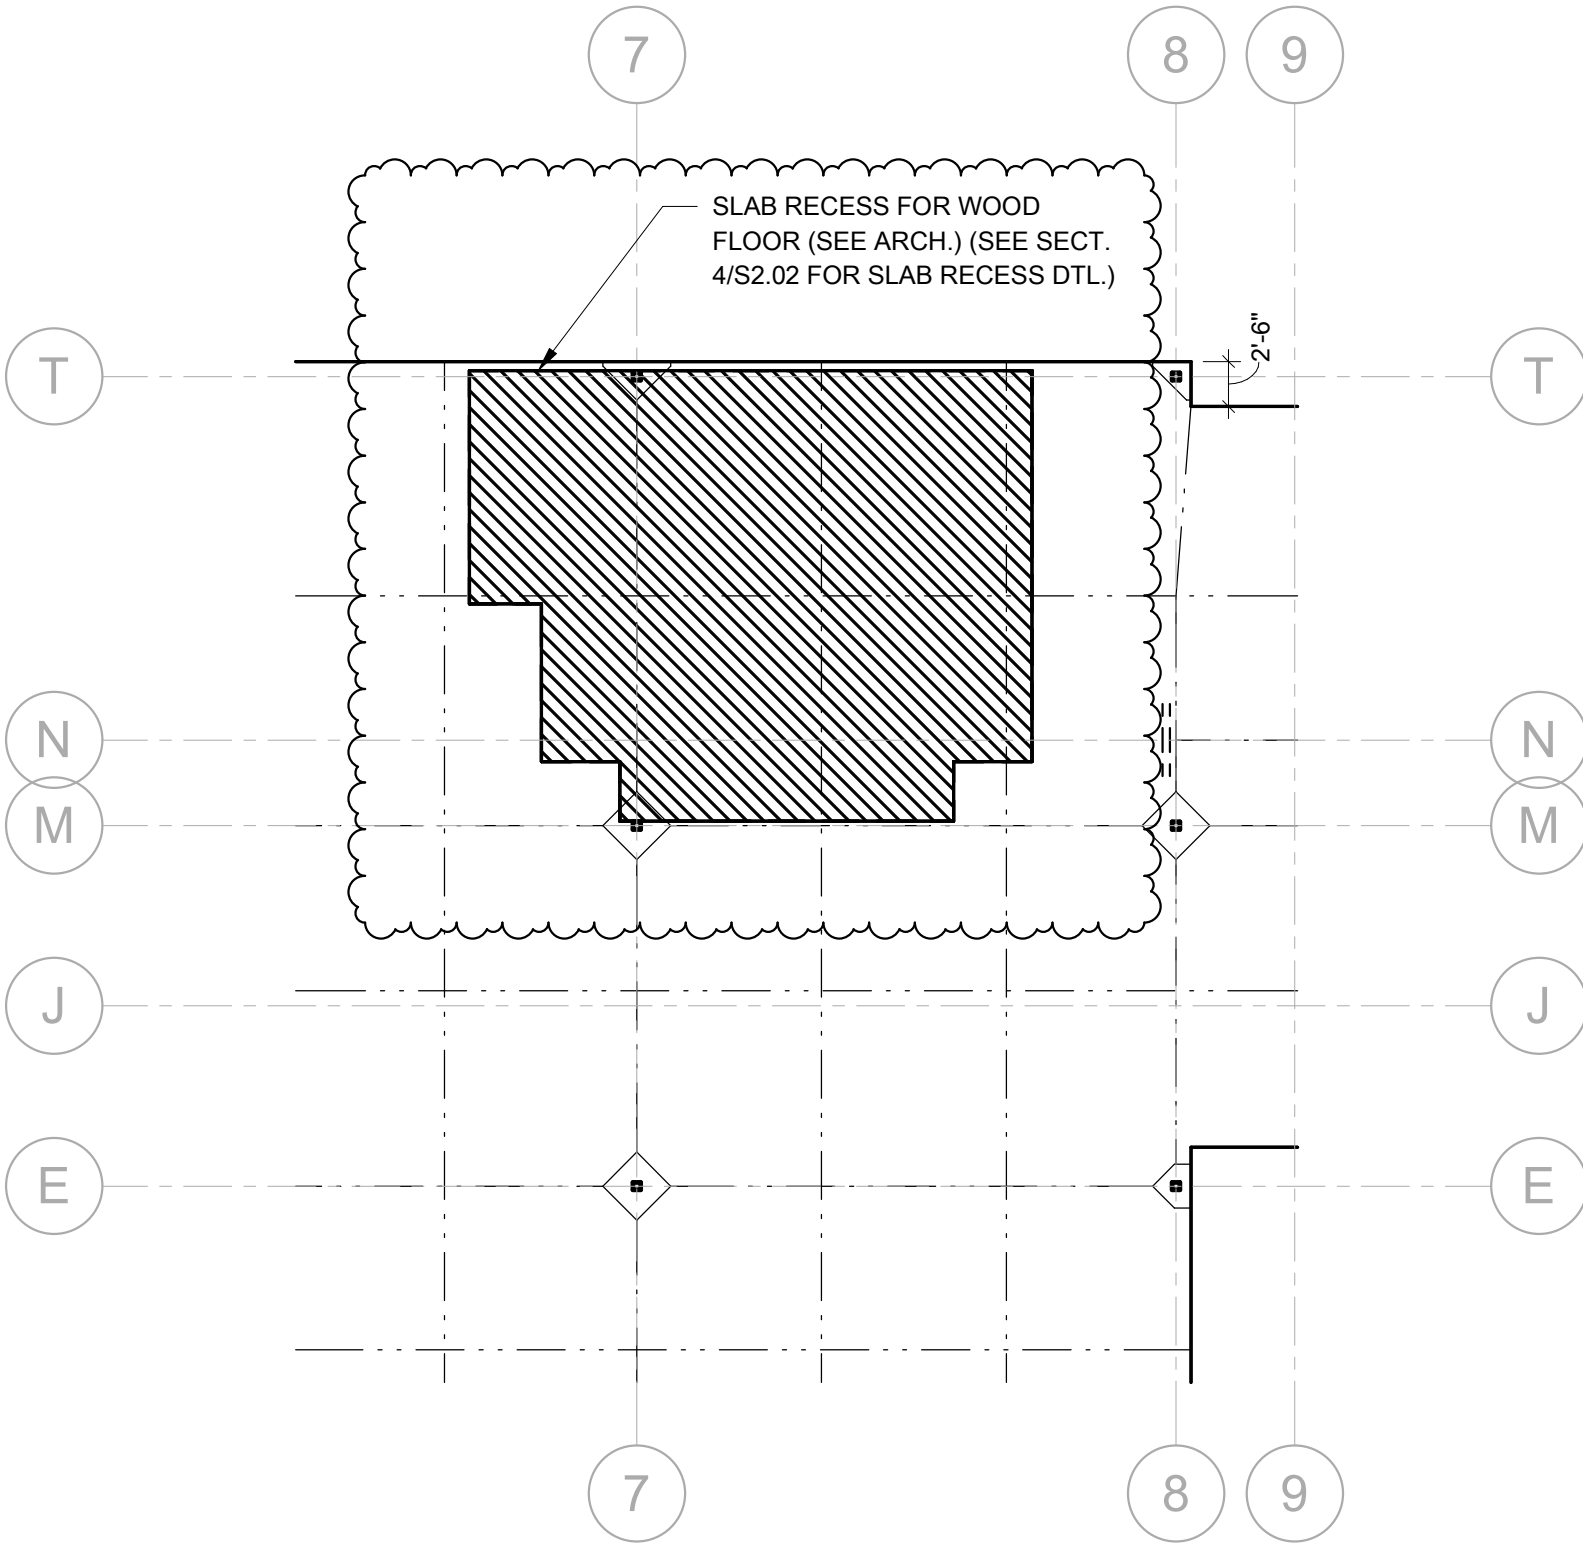 7
8
9
SLAB RECESS FOR WOOD
FLOOR (SEE ARCH.) (SEE SECT.
4/S2.02 FOR SLAB RECESS DTL.)
2'-6"
T
T
N
N
M
M
J
J
E
E
7
8
9